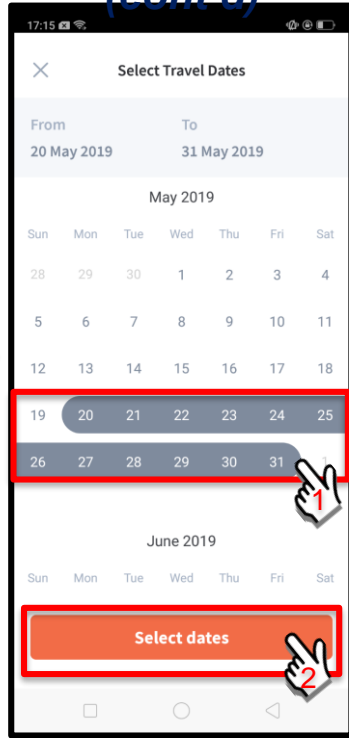 (Cont'd)
17:15
Select Travel Dates
From To
20 May 2019 31 May 2019
May 2019
Sun Mon Tue Wed Thu Fri Sat
28 29 30 1 2 3 4
5 6 7 8 9 10 11
12 13 14 15 16 17 18
19 20 21 22 23 24 25
26 27 28 29 30 31 1
1
June 2019
Sun Mon Tue Wed Thu Fri Sat
Select dates
2